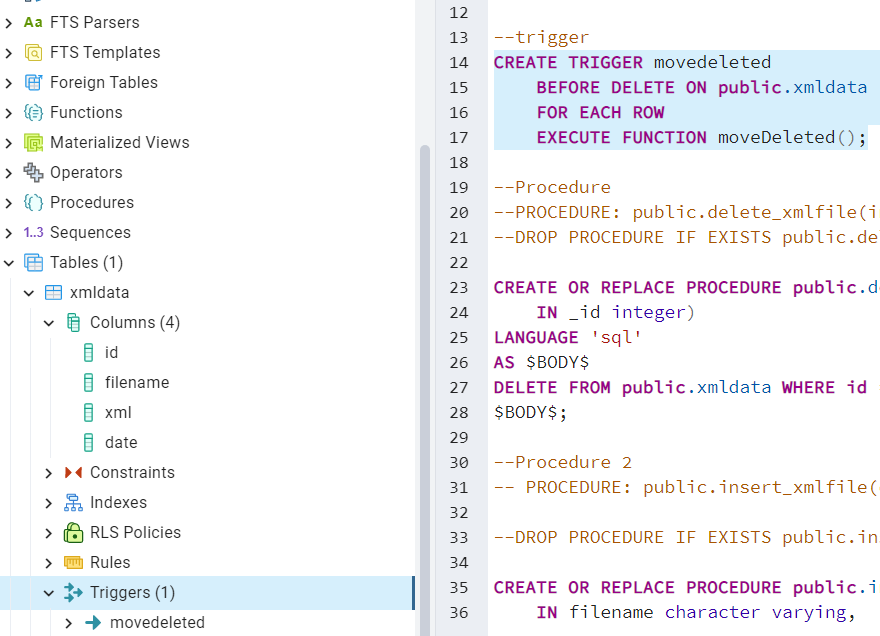 Aa FTS Parsers
FTS Templates
Foreign Tables
Functions
Materialized Views
Operators
Procedures
1..3 Sequences
Tables (1)
xmldata
Columns (4)
id
filename
xml
date
Constraints
Indexes
RLS Policies
Rules
Triggers (1)
movedeleted
12
13 --trigger
14 CREATE TRIGGER movedeleted
15 BEFORE DELETE ON public.xmldata
16 FOR EACH ROW
17 EXECUTE FUNCTION moveDeleted();
18
19 --Procedure
20 --PROCEDURE: public.delete_xmlfile(i
21 --DROP PROCEDURE IF EXISTS public.de
22
23 CREATE OR REPLACE PROCEDURE public.d
24 IN _id integer)
25 LANGUAGE 'sql'
26 AS $BODY$
27 DELETE FROM public.xmldata WHERE id
28 $BODY$;
29
30 --Procedure 2
31 -- PROCEDURE: public.insert_xmlfile(
32
33 --DROP PROCEDURE IF EXISTS public.in
34
35 CREATE OR REPLACE PROCEDURE public.i
36 IN filename character varying,